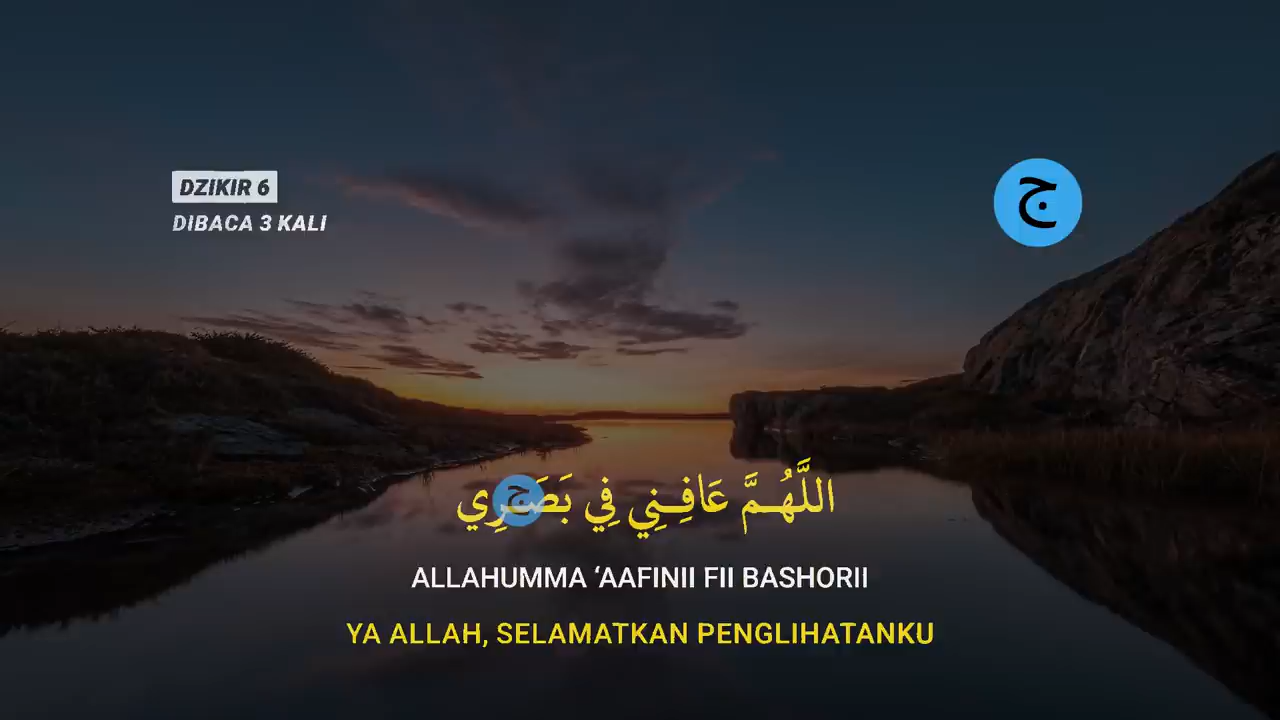 DZIKIR 6
DIBACA 3 KALI
ج
اللَّهُمَّ عَافِنِي فِي بَصَرِي
ج
ALLAHUMMA ‘AAFINII FII BASHORII
YA ALLAH, SELAMATKAN PENGLIHATANKU